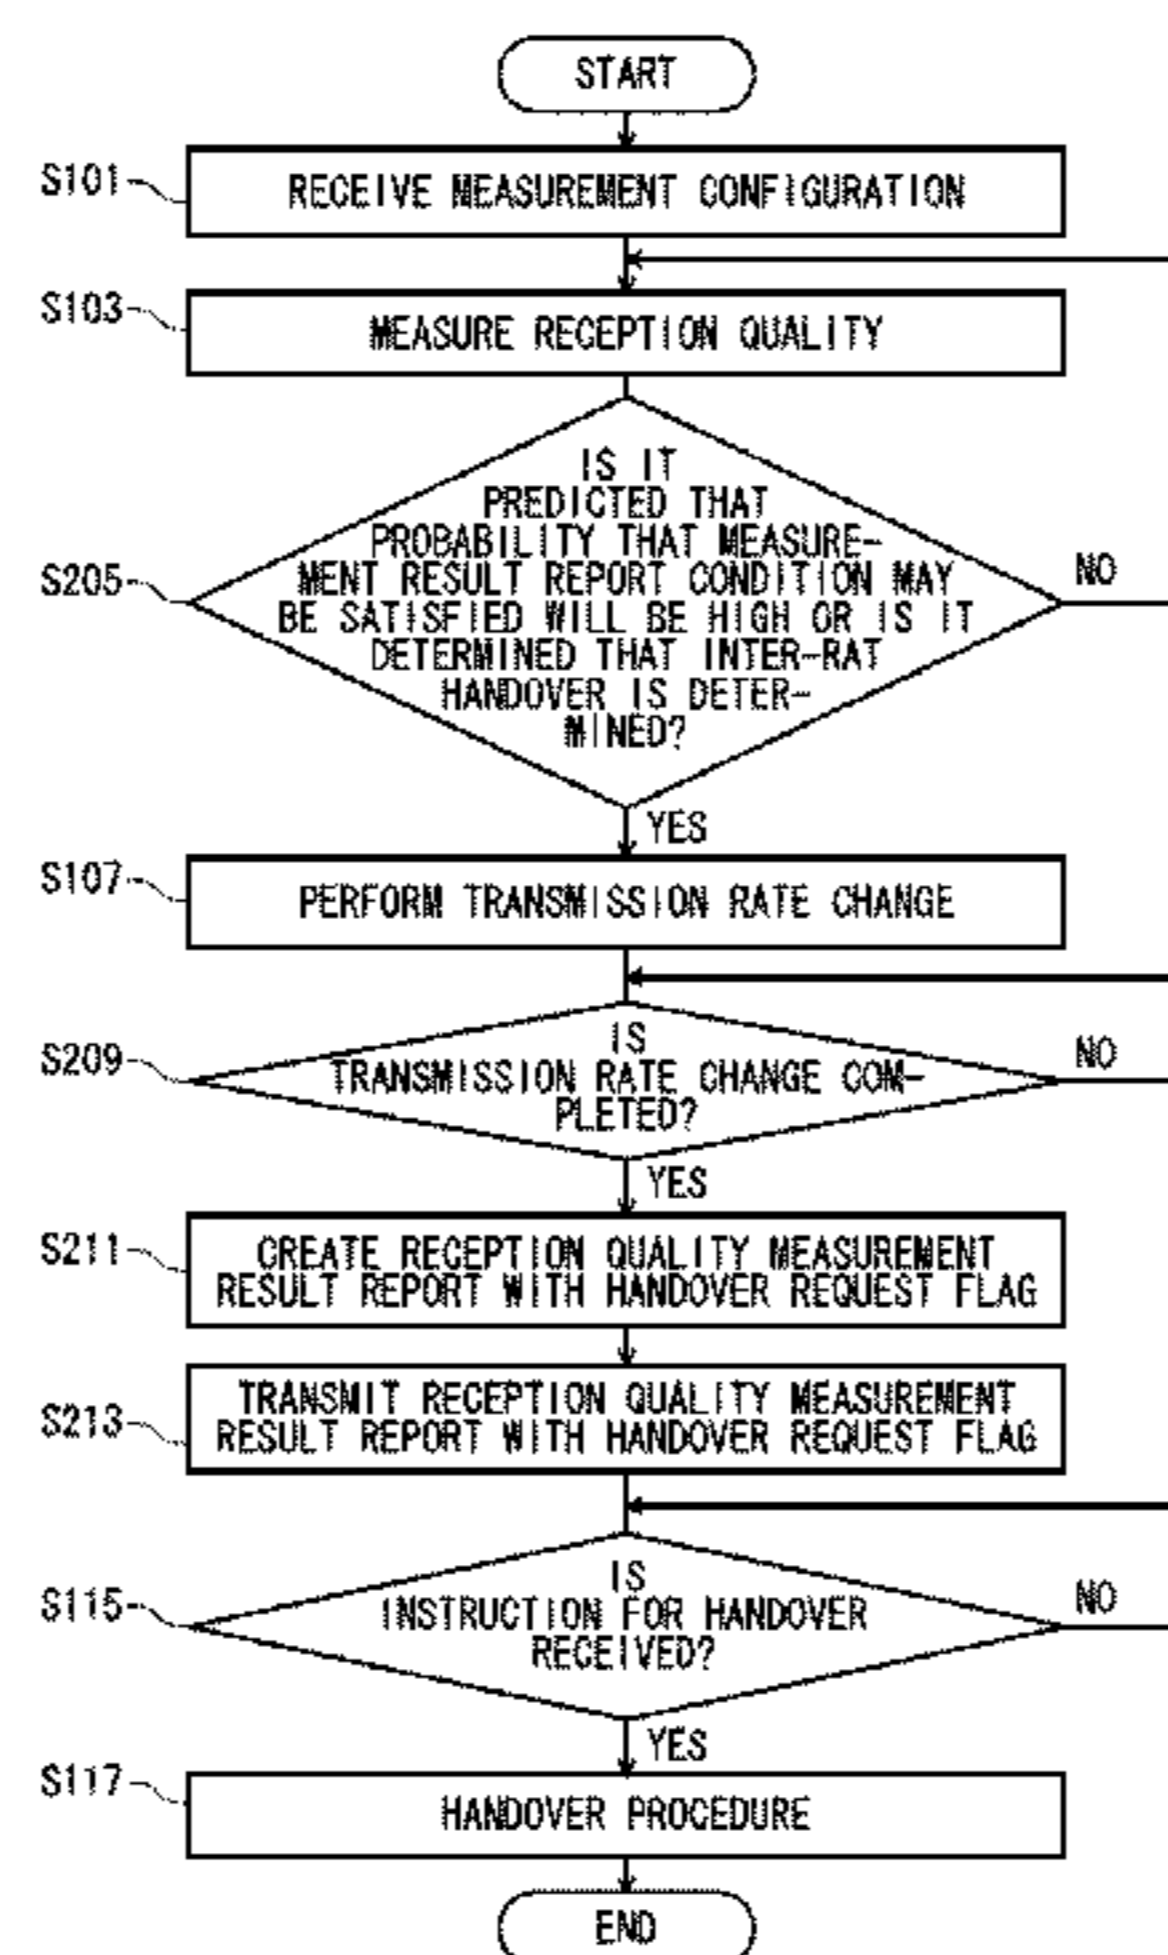 START
S101
RECEIVE MEASUREMENT CONFIGURATION
S103
MEASURE RECEPTION QUALITY
S205
IS IT
PREDICTED THAT
PROBABILITY THAT MEASURE-
MENT RESULT REPORT CONDITION MAY
BE SATISFIED WILL BE HIGH OR IS IT
DETERMINED THAT INTER-RAT
HANDOVER IS DETER-
MINED?
NO
YES
S107
PERFORM TRANSMISSION RATE CHANGE
S209
IS
TRANSMISSION RATE CHANGE COM-
PLETED?
NO
YES
S211
CREATE RECEPTION QUALITY MEASUREMENT
RESULT REPORT WITH HANDOVER REQUEST FLAG
S213
TRANSMIT RECEPTION QUALITY MEASUREMENT
RESULT REPORT WITH HANDOVER REQUEST FLAG
S115
IS
INSTRUCTION FOR HANDOVER
RECEIVED?
NO
YES
S117
HANDOVER PROCEDURE
END